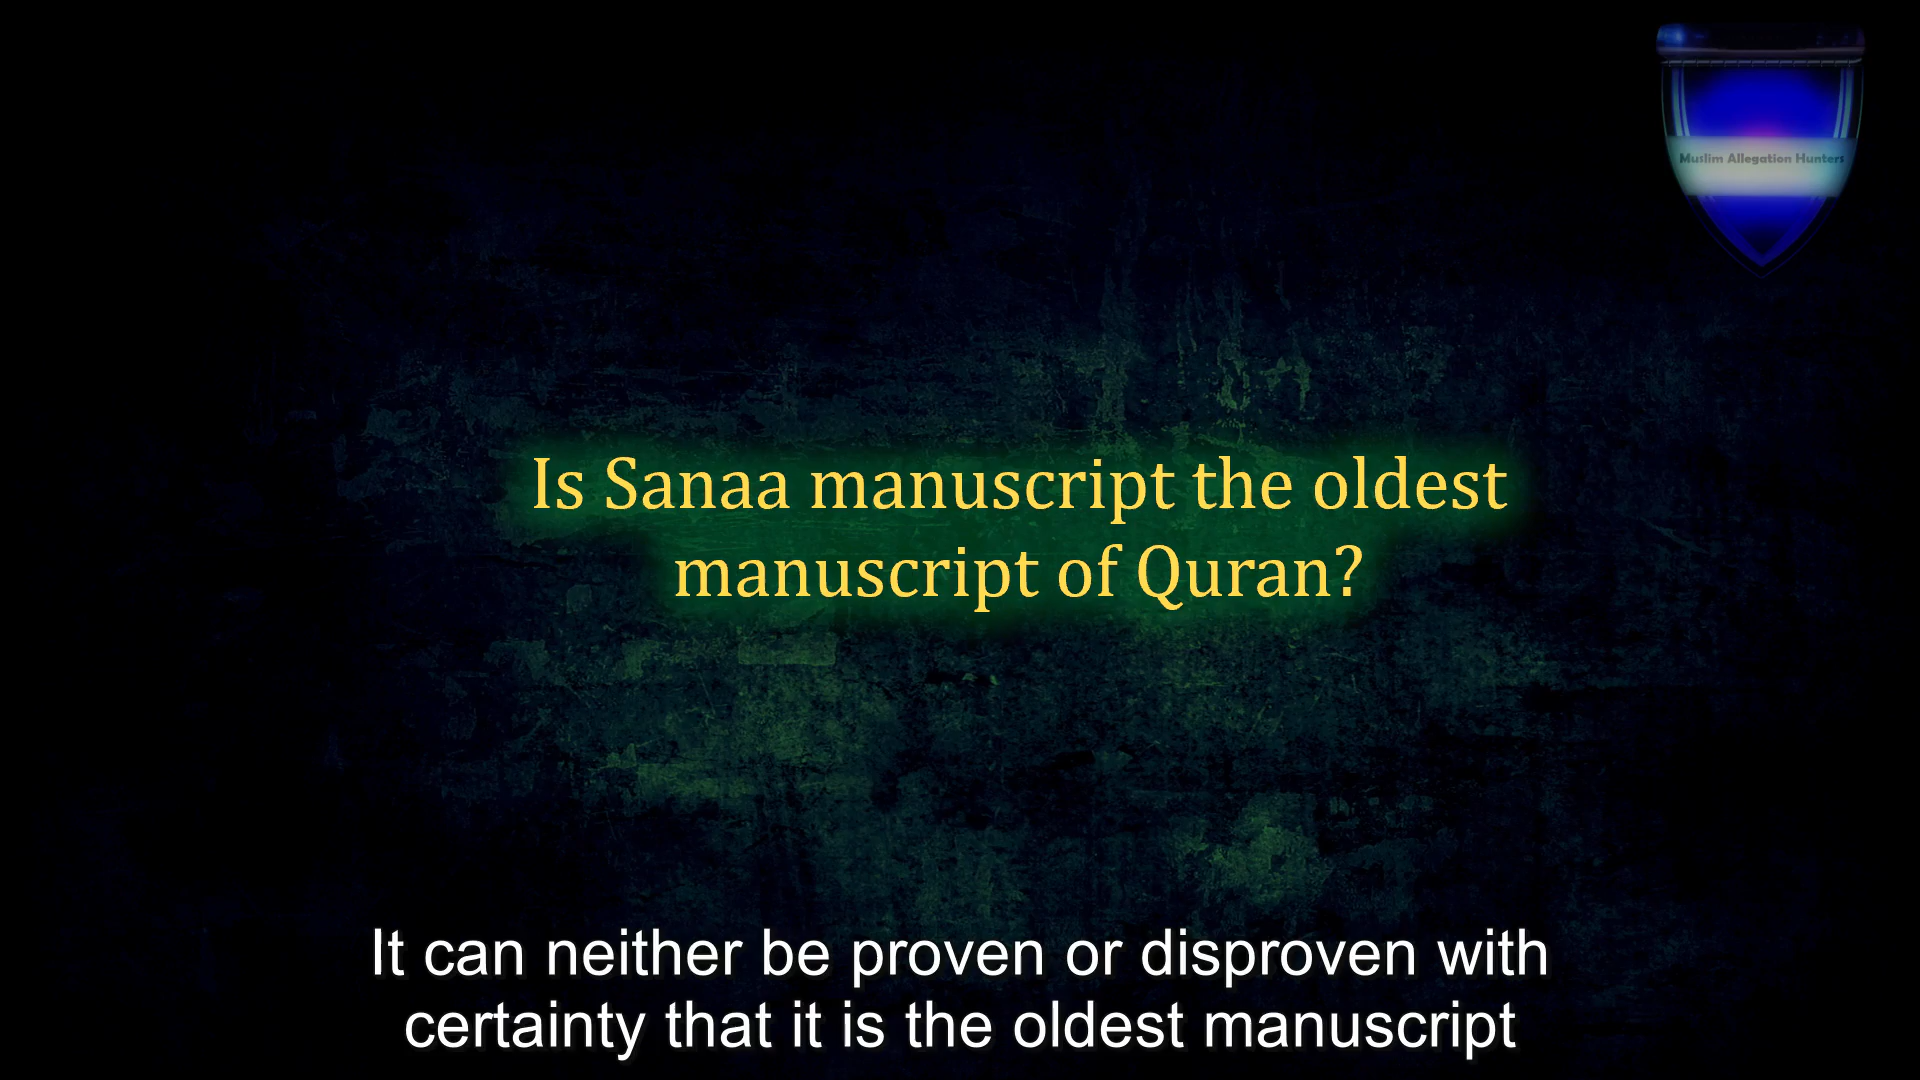 Muslim Allegation Hunters
Is Sanaa manuscript the oldest
manuscript of Quran?
It can neither be proven or disproven with
certainty that it is the oldest manuscript